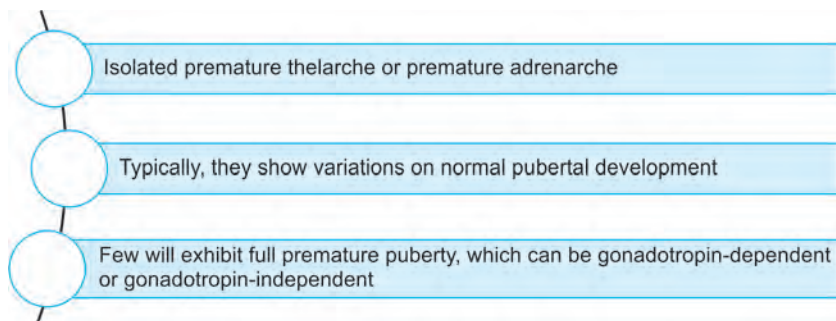 Isolated premature thelarche or premature adrenarche
Typically, they show variations on normal pubertal development
Few will exhibit full premature puberty, which can be gonadotropin-dependent
or gonadotropin-independent